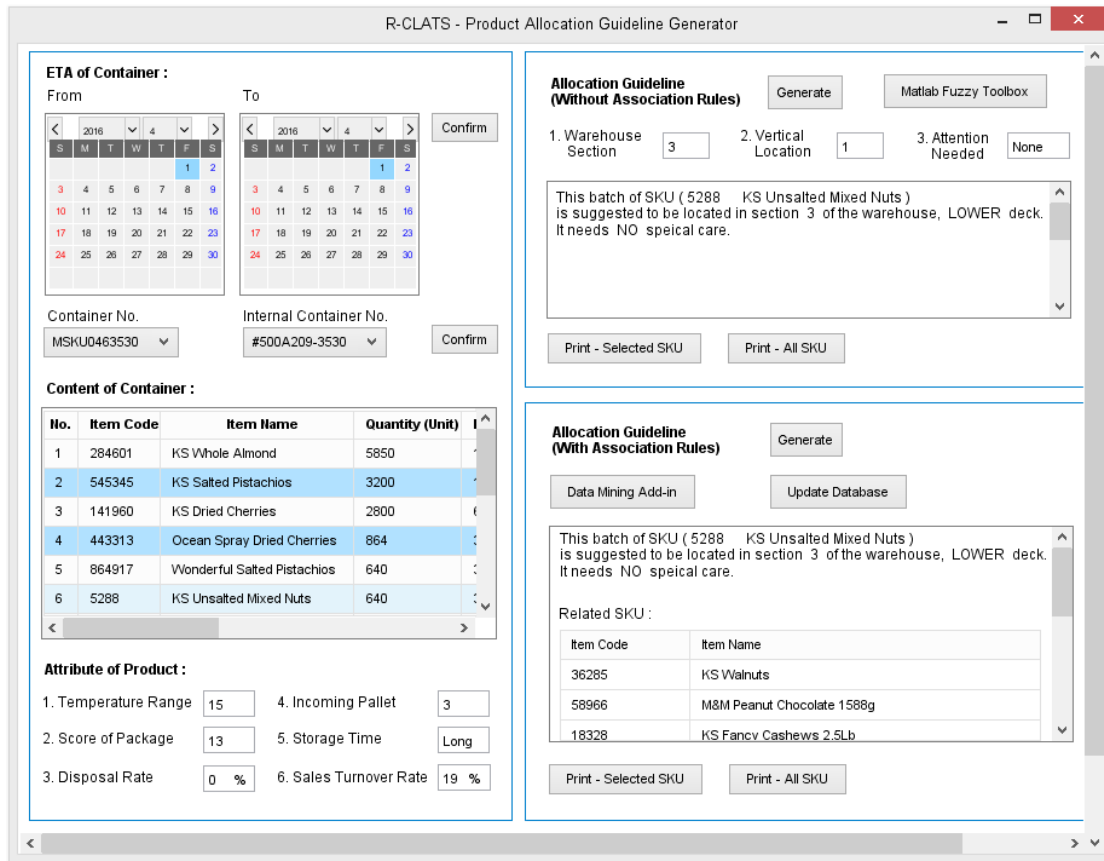 R-CLATS - Product Allocation Guideline Generator
ETA of Container :
From To
2016 4 2016 4
Confirm
S M T W T F S S M T W T F S
1 2 1 2
3 4 5 6 7 8 9 3 4 5 6 7 8 9
10 11 12 13 14 15 16 10 11 12 13 14 15 16
17 18 19 20 21 22 23 17 18 19 20 21 22 23
24 25 26 27 28 29 30 24 25 26 27 28 29 30
Container No. Internal Container No.
MSKU0463530 #500A209-3530 Confirm
Content of Container :
No. Item Code Item Name Quantity (Unit)
1 284601 KS Whole Almond 5850
2 545345 KS Salted Pistachios 3200
3 141960 KS Dried Cherries 2800
4 443313 Ocean Spray Dried Cherries 864
5 864917 Wonderful Salted Pistachios 640
6 5288 KS Unsalted Mixed Nuts 640
Attribute of Product :
1. Temperature Range 15 4. Incoming Pallet 3
2. Score of Package 13 5. Storage Time Long
3. Disposal Rate 0 % 6. Sales Turnover Rate 19 %
Allocation Guideline
(Without Association Rules)
Generate Matlab Fuzzy Toolbox
1. Warehouse Section 3 2. Vertical Location 1 3. Attention Needed None
This batch of SKU ( 5288 KS Unsalted Mixed Nuts )
is suggested to be located in section 3 of the warehouse, LOWER deck.
It needs NO speical care.
Print - Selected SKU Print - All SKU
Allocation Guideline
(With Association Rules)
Generate
Data Mining Add-in Update Database
This batch of SKU ( 5288 KS Unsalted Mixed Nuts )
is suggested to be located in section 3 of the warehouse, LOWER deck.
It needs NO speical care.
Related SKU :
Item Code Item Name
36285 KS Walnuts
58966 M&M Peanut Chocolate 1588g
18328 KS Fancy Cashews 2.5Lb
Print - Selected SKU Print - All SKU